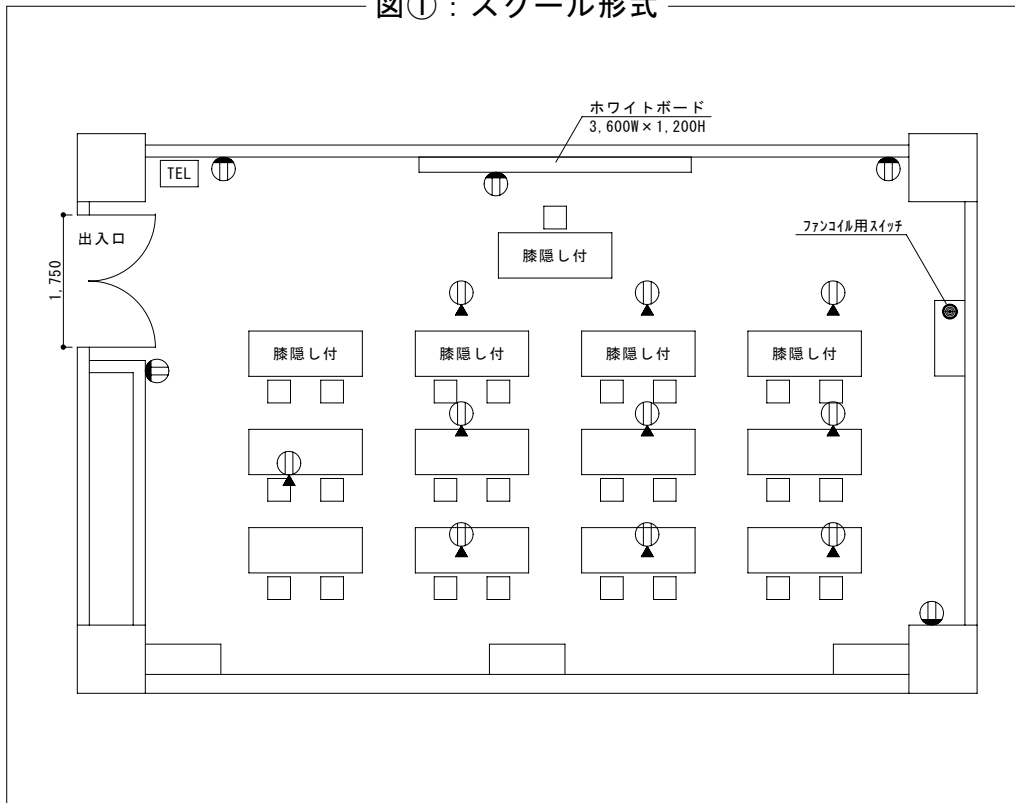 図①：スクール形式
ホワイトボード
3,600W×1,200H
TEL
出入口
ファンコイル用スイッチ
1,750
膝隠し付
膝隠し付
膝隠し付
膝隠し付
膝隠し付